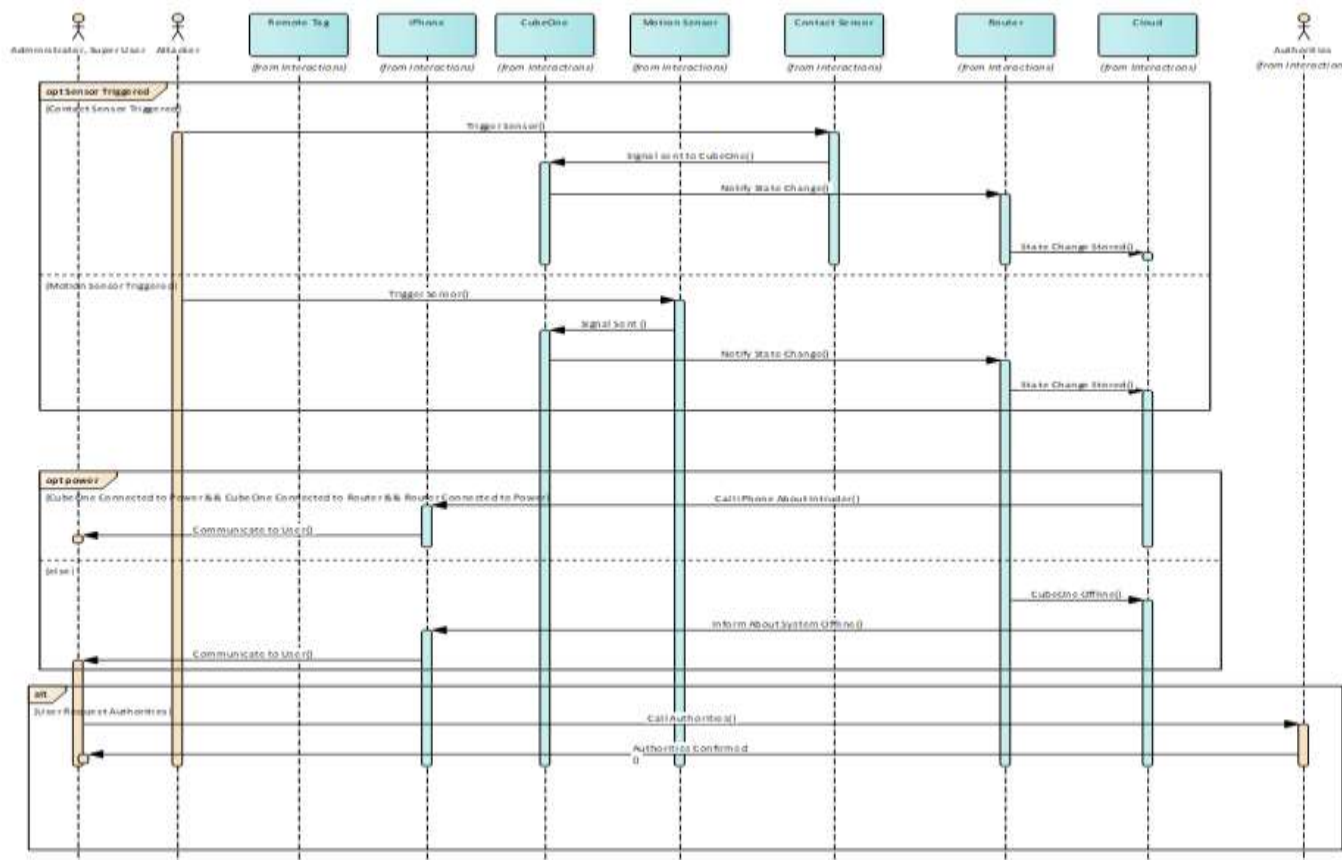 Administrator, Super User
Attacker
Remote Tag
(from Interactions)
iPhone
(from Interactions)
CubeOne
(from Interactions)
Motion Sensor
(from Interactions)
Contact Sensor
(from Interactions)
Router
(from Interactions)
Cloud
(from Interactions)
Authorities
(from Interaction
opt Sensor Triggered
[Contact Sensor Triggered]
Trigger Sensor()
Signal sent to CubeOne()
Notify State Change()
State Change Stored()
[Motion Sensor Triggered]
Trigger Sensor()
Signal Sent ()
Notify State Change()
State Change Stored()
opt power
[CubeOne Connected to Power && CubeOne Connected to Router && Router Connected to Power]
Call iPhone About Intruder()
Communicate to User()
[else]
CubeOne Offline()
Inform About System Offline()
Communicate to User()
alt
[User Request Authorities]
Call Authorities()
Authorities Confirmed
()